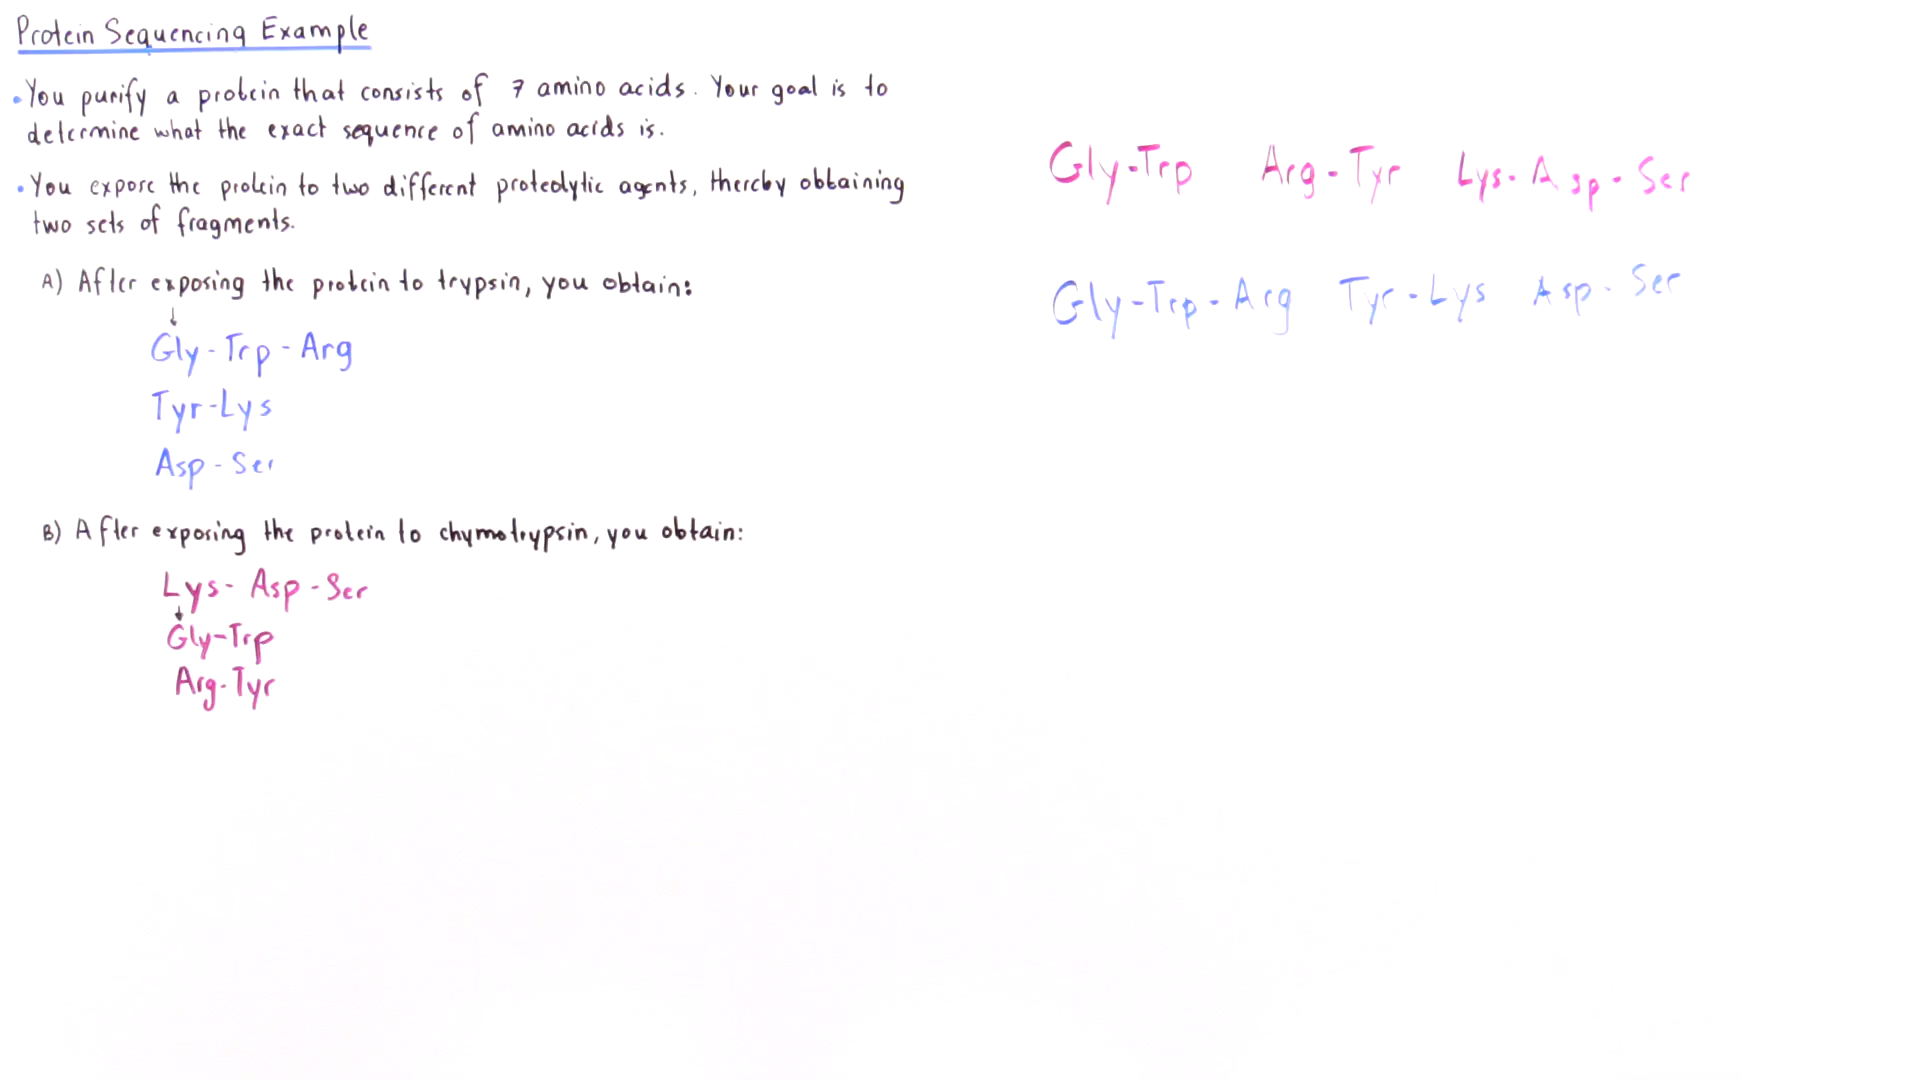 Protein Sequencing Example
• You purify a protein that consists of 7 amino acids. Your goal is to
determine what the exact sequence of amino acids is.
• You expose the protein to two different proteolytic agents, thereby obtaining
two sets of fragments.
A) After exposing the protein to trypsin, you obtain:
↓
Gly-Trp-Arg
Tyr-Lys
Asp-Ser
B) After exposing the protein to chymotrypsin, you obtain:
Lys-Asp-Ser
↓
Gly-Trp
Arg-Tyr
Gly-Trp Arg-Tyr Lys-Asp-Ser
Gly-Trp-Arg Tyr-Lys Asp-Ser